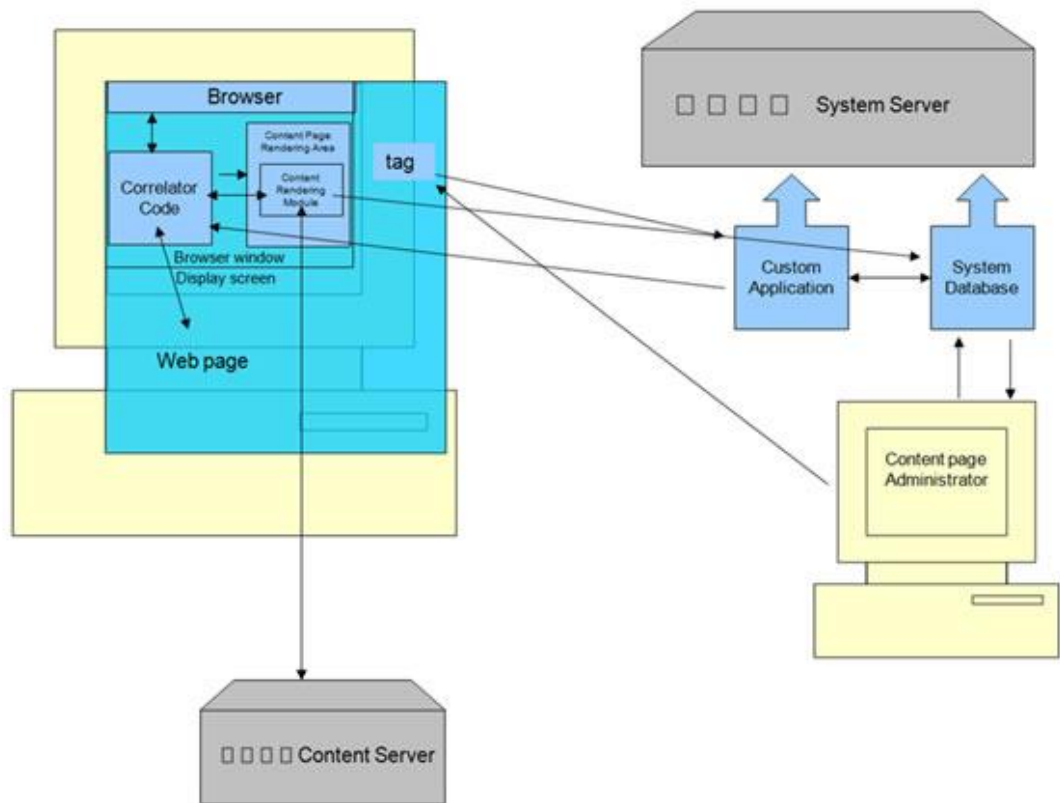 Browser
Content Page
Rendering Area
Content
Rendering
Module
Correlator
Code
tag
Browser window
Display screen
Web page
System Server
Custom
Application
System
Database
Content page
Administrator
Content Server